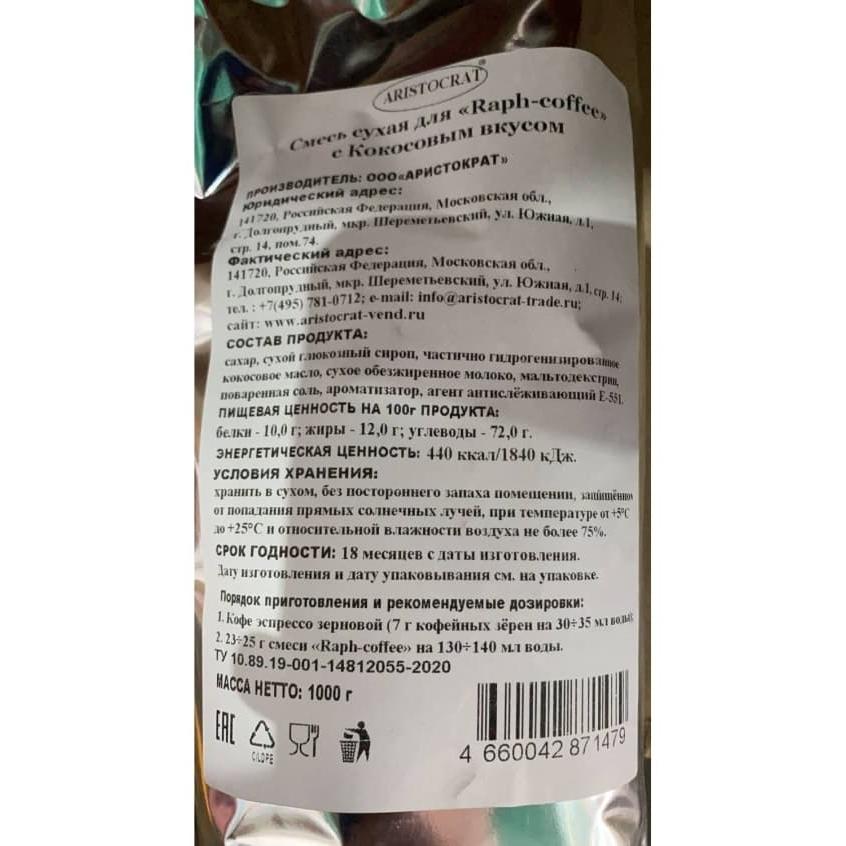 ARISTOCRAT®
Смесь сухая для «Raph-coffee»
с Кокосовым вкусом
ПРОИЗВОДИТЕЛЬ: ООО«АРИСТОКРАТ»
Юридический адрес:
141720, Российская Федерация, Московская обл.,
г. Долгопрудный, мкр. Шереметьевский, ул. Южная, д.1,
стр. 14, пом.74.
Фактический адрес:
141720, Российская Федерация, Московская обл.,
г. Долгопрудный, мкр. Шереметьевский, ул. Южная, д.1, стр. 14;
тел. : +7(495) 781-0712; e-mail: info@aristocrat-trade.ru;
сайт: www.aristocrat-vend.ru
СОСТАВ ПРОДУКТА:
сахар, сухой глюкозный сироп, частично гидрогенизированное
кокосовое масло, сухое обезжиренное молоко, мальтодекстрин,
поваренная соль, ароматизатор, агент антислёживающий Е-551.
ПИЩЕВАЯ ЦЕННОСТЬ НА 100г ПРОДУКТА:
белки - 10,0 г; жиры - 12,0 г; углеводы - 72,0 г.
ЭНЕРГЕТИЧЕСКАЯ ЦЕННОСТЬ: 440 ккал/1840 кДж.
УСЛОВИЯ ХРАНЕНИЯ:
хранить в сухом, без постороннего запаха помещении, защищённом
от попадания прямых солнечных лучей, при температуре от +5°С
до +25°С и относительной влажности воздуха не более 75%.
СРОК ГОДНОСТИ: 18 месяцев с даты изготовления.
Дату изготовления и дату упаковывания см. на упаковке.
Порядок приготовления и рекомендуемые дозировки:
1. Кофе эспрессо зерновой (7 г кофейных зёрен на 30÷35 мл воды);
2. 23÷25 г смеси «Raph-coffee» на 130÷140 мл воды.
ТУ 10.89.19-001-14812055-2020
МАССА НЕТТО: 1000 г
EAC
C/LDPE
4 660042 871479